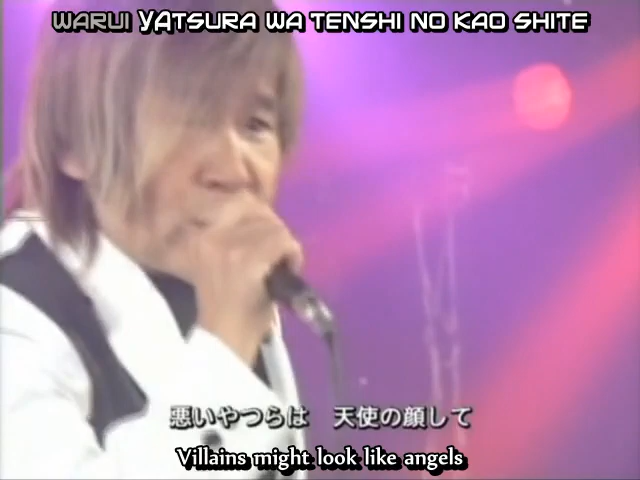 WARUI YATSURA WA TENSHI NO KAO SHITE
悪いやつらは 天使の顔して
Villains might look like angels